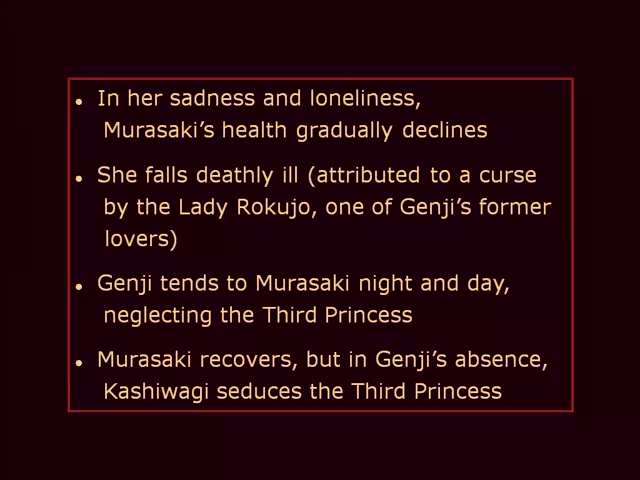 • In her sadness and loneliness,
Murasaki’s health gradually declines
• She falls deathly ill (attributed to a curse
by the Lady Rokujo, one of Genji’s former
lovers)
• Genji tends to Murasaki night and day,
neglecting the Third Princess
• Murasaki recovers, but in Genji’s absence,
Kashiwagi seduces the Third Princess